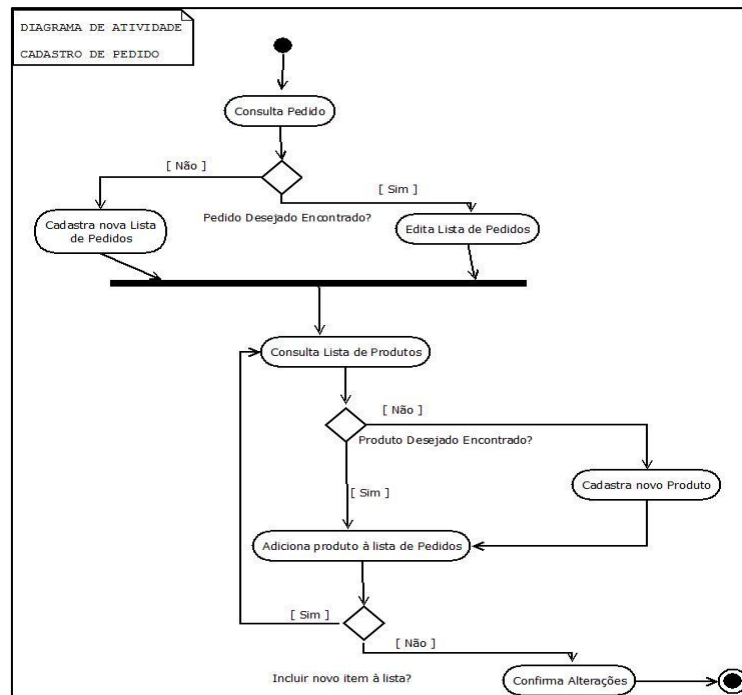 DIAGRAMA DE ATIVIDADE
CADASTRO DE PEDIDO
Consulta Pedido
[ Não ]
[ Sim ]
Pedido Desejado Encontrado?
Cadastra nova Lista
de Pedidos
Edita Lista de Pedidos
Consulta Lista de Produtos
[ Não ]
Produto Desejado Encontrado?
[ Sim ]
Cadastra novo Produto
Adiciona produto à lista de Pedidos
[ Sim ]
[ Não ]
Incluir novo item à lista?
Confirma Alterações